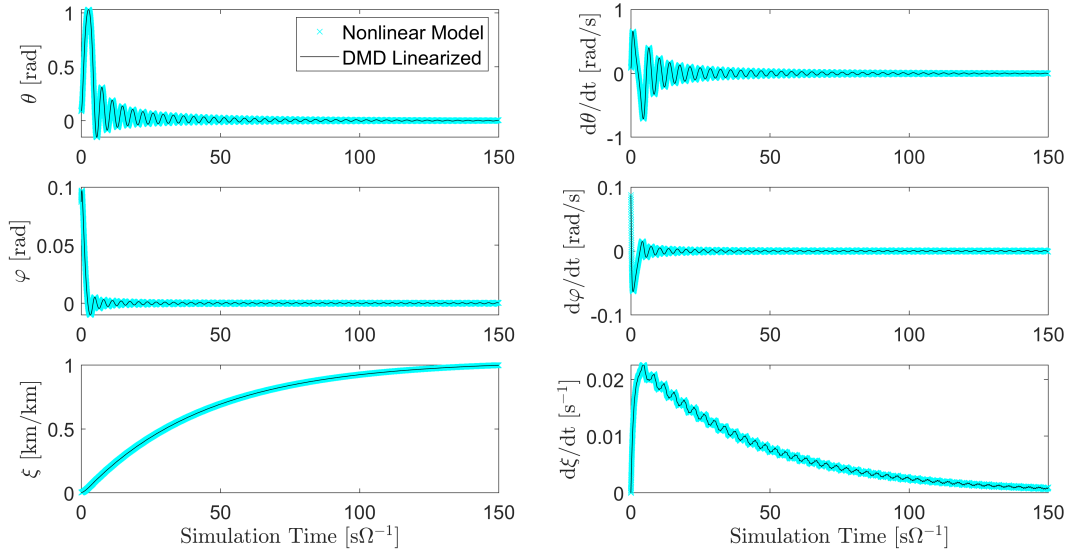 1
0.5
0
θ [rad]
0 50 100 150
Nonlinear Model
DMD Linearized
1
0
-1
dθ/dt [rad/s]
0 50 100 150
0.1
0.05
0
φ [rad]
0 50 100 150
0.1
0
-0.1
dφ/dt [rad/s]
0 50 100 150
1
0.5
0
ξ [km/km]
0 50 100 150
Simulation Time [sΩ⁻¹]
0.02
0.01
0
dξ/dt [s⁻¹]
0 50 100 150
Simulation Time [sΩ⁻¹]